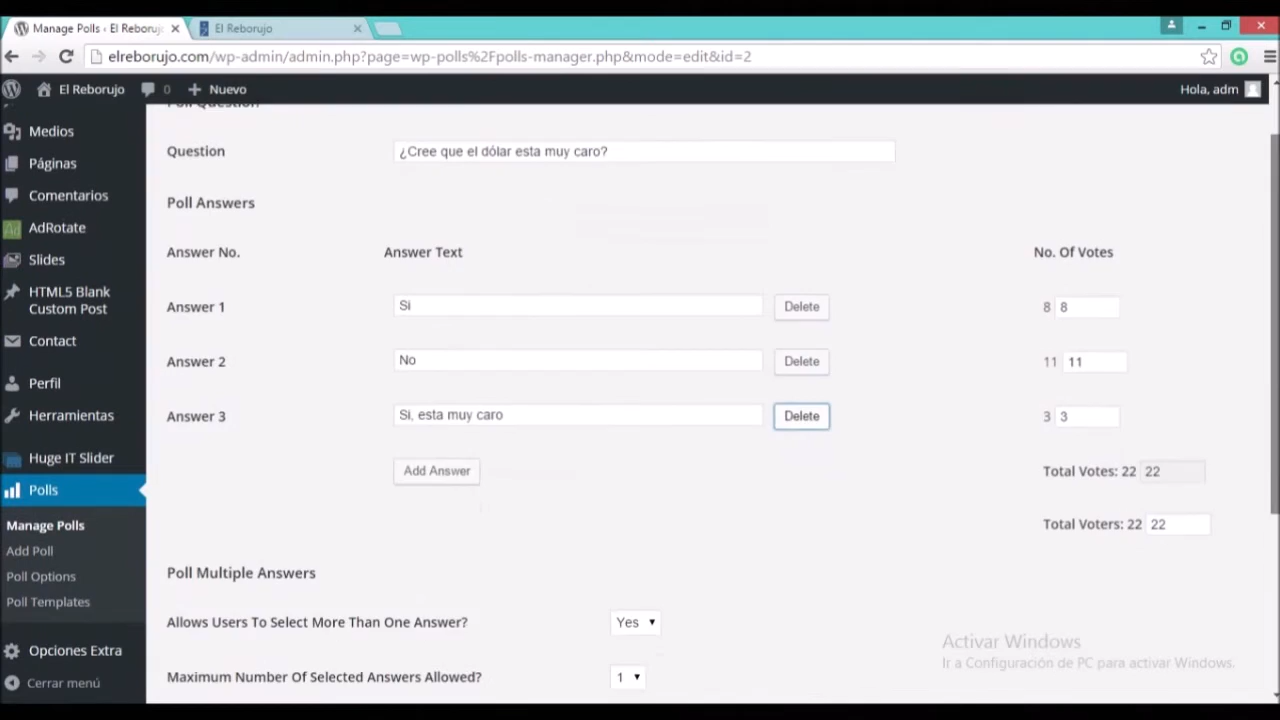 Manage Polls ‹ El Reboruj
El Reborujo
elreborujo.com/wp-admin/admin.php?page=wp-polls%2Fpolls-manager.php&mode=edit&id=2
El Reborujo 0 Nuevo
Hola, adm
Medios
Páginas
Comentarios
AdRotate
Slides
HTML5 Blank
Custom Post
Contact
Perfil
Herramientas
Huge IT Slider
Polls
Manage Polls
Add Poll
Poll Options
Poll Templates
Opciones Extra
Cerrar menú
Poll Question
Question ¿Cree que el dólar esta muy caro?
Poll Answers
Answer No. Answer Text No. Of Votes
Answer 1 Si Delete 8 8
Answer 2 No Delete 11 11
Answer 3 Si, esta muy caro Delete 3 3
Add Answer Total Votes: 22 22
Total Voters: 22 22
Poll Multiple Answers
Allows Users To Select More Than One Answer? Yes
Maximum Number Of Selected Answers Allowed? 1
Activar Windows
Ir a Configuración de PC para activar Windows.